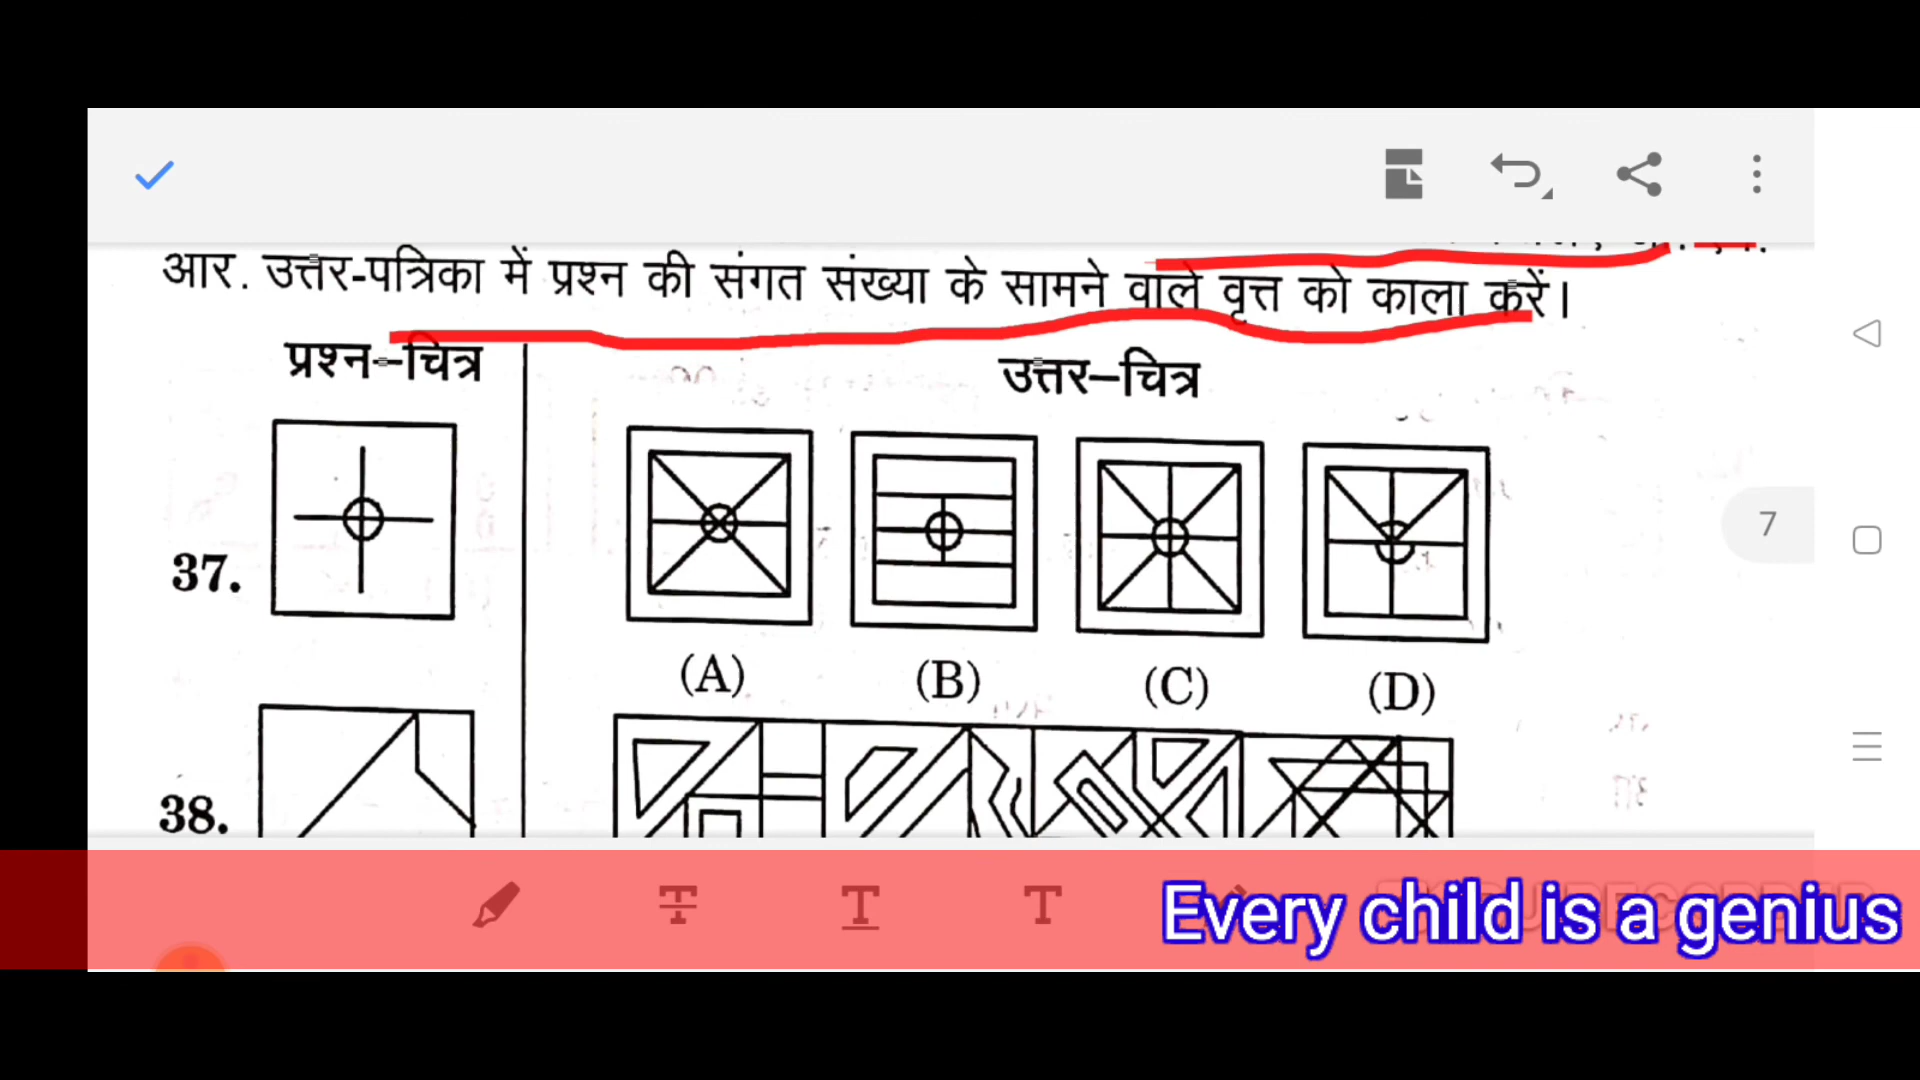 आर. उत्तर-पत्रिका में प्रश्न की संगत संख्या के सामने वाले वृत्त को काला करें।
प्रश्न–चित्र
उत्तर–चित्र
7
37.
(A) (B) (C) (D)
38.
T T T
Every child is a genius